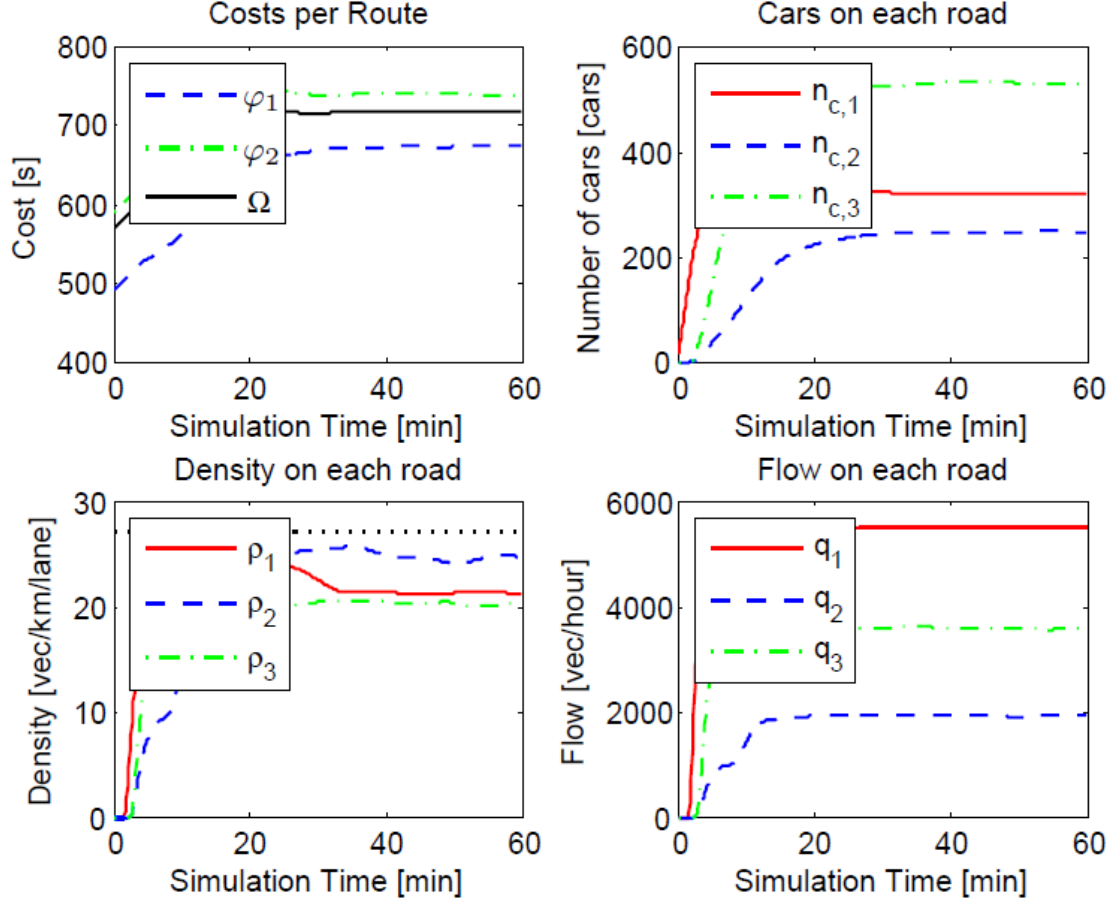 Costs per Route
800
700
600
500
400
Cost [s]
φ1
φ2
Ω
0 20 40 60
Simulation Time [min]
Cars on each road
600
400
200
0
Number of cars [cars]
n_c,1
n_c,2
n_c,3
0 20 40 60
Simulation Time [min]
Density on each road
30
20
10
0
Density [vec/km/lane]
ρ1
ρ2
ρ3
0 20 40 60
Simulation Time [min]
Flow on each road
6000
4000
2000
0
Flow [vec/hour]
q1
q2
q3
0 20 40 60
Simulation Time [min]